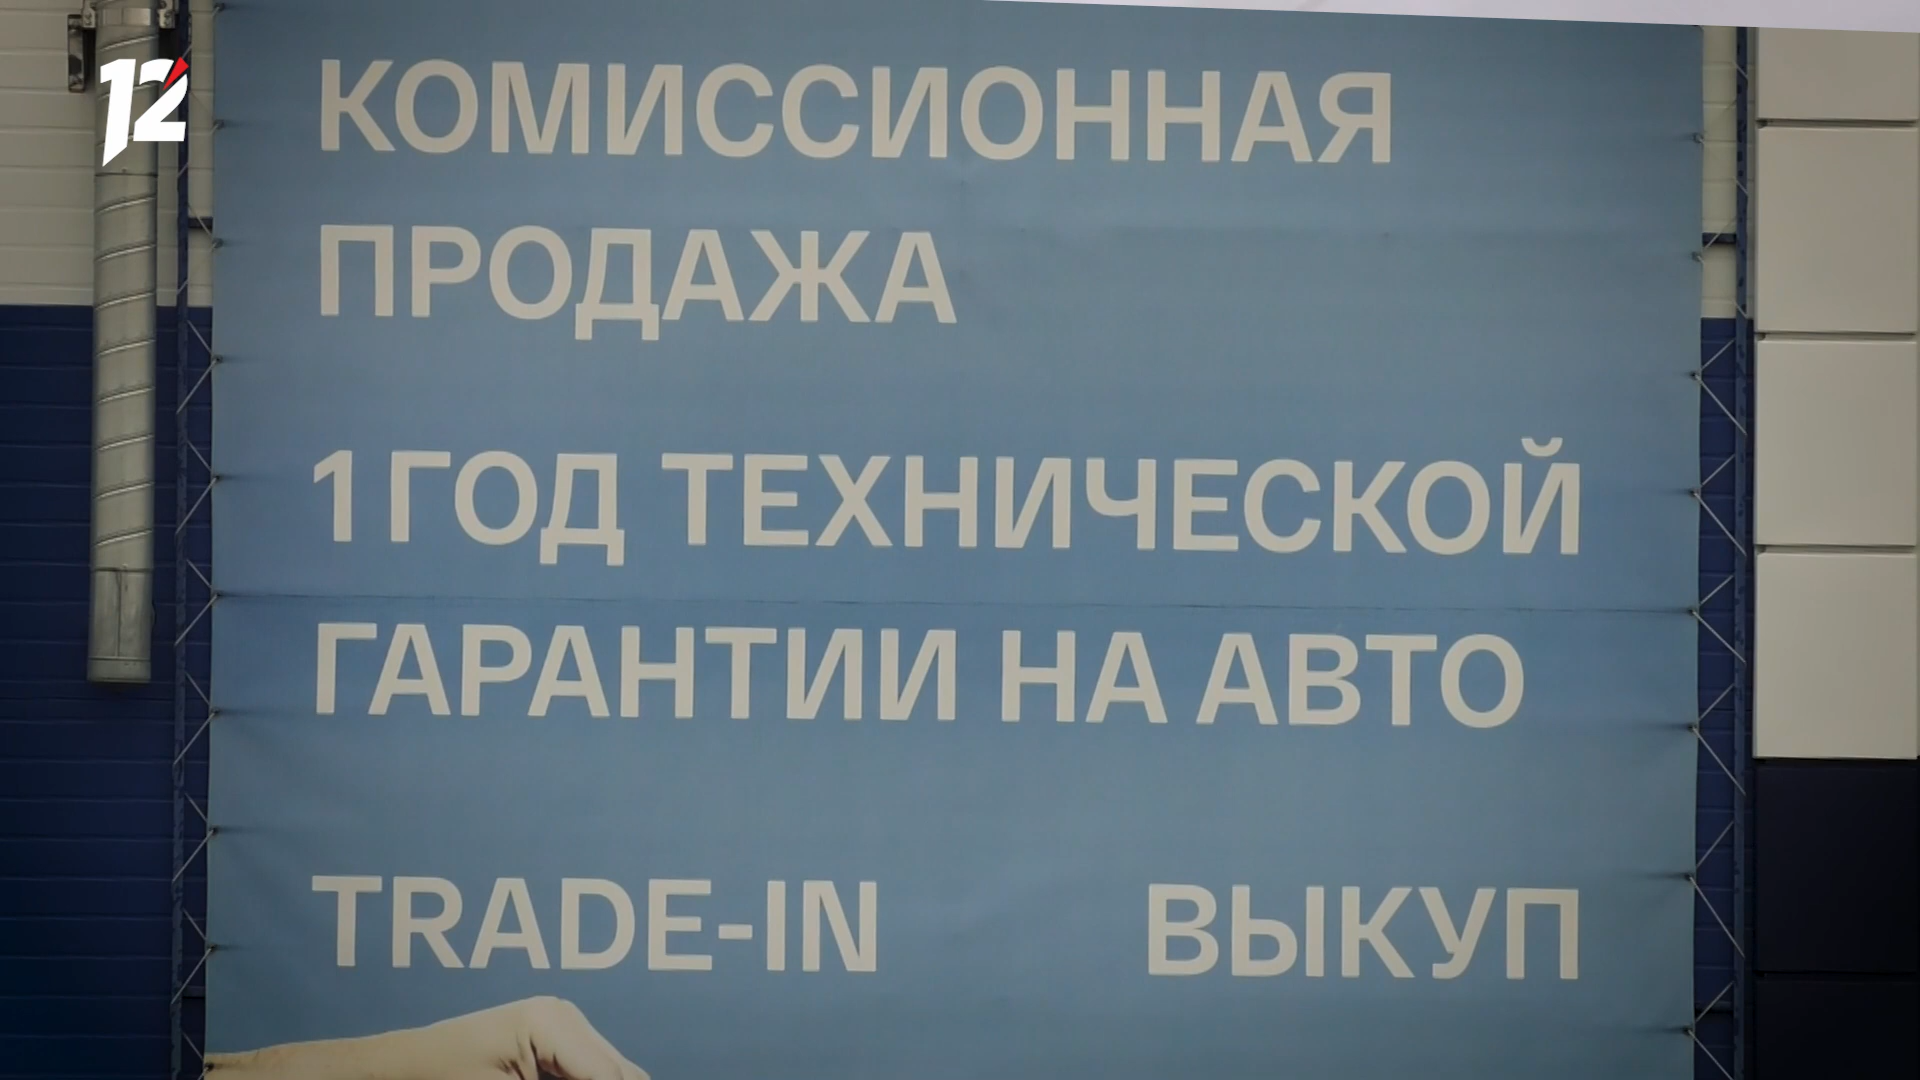 12
КОМИССИОННАЯ
ПРОДАЖА
1 ГОД ТЕХНИЧЕСКОЙ
ГАРАНТИИ НА АВТО
TRADE-IN ВЫКУП